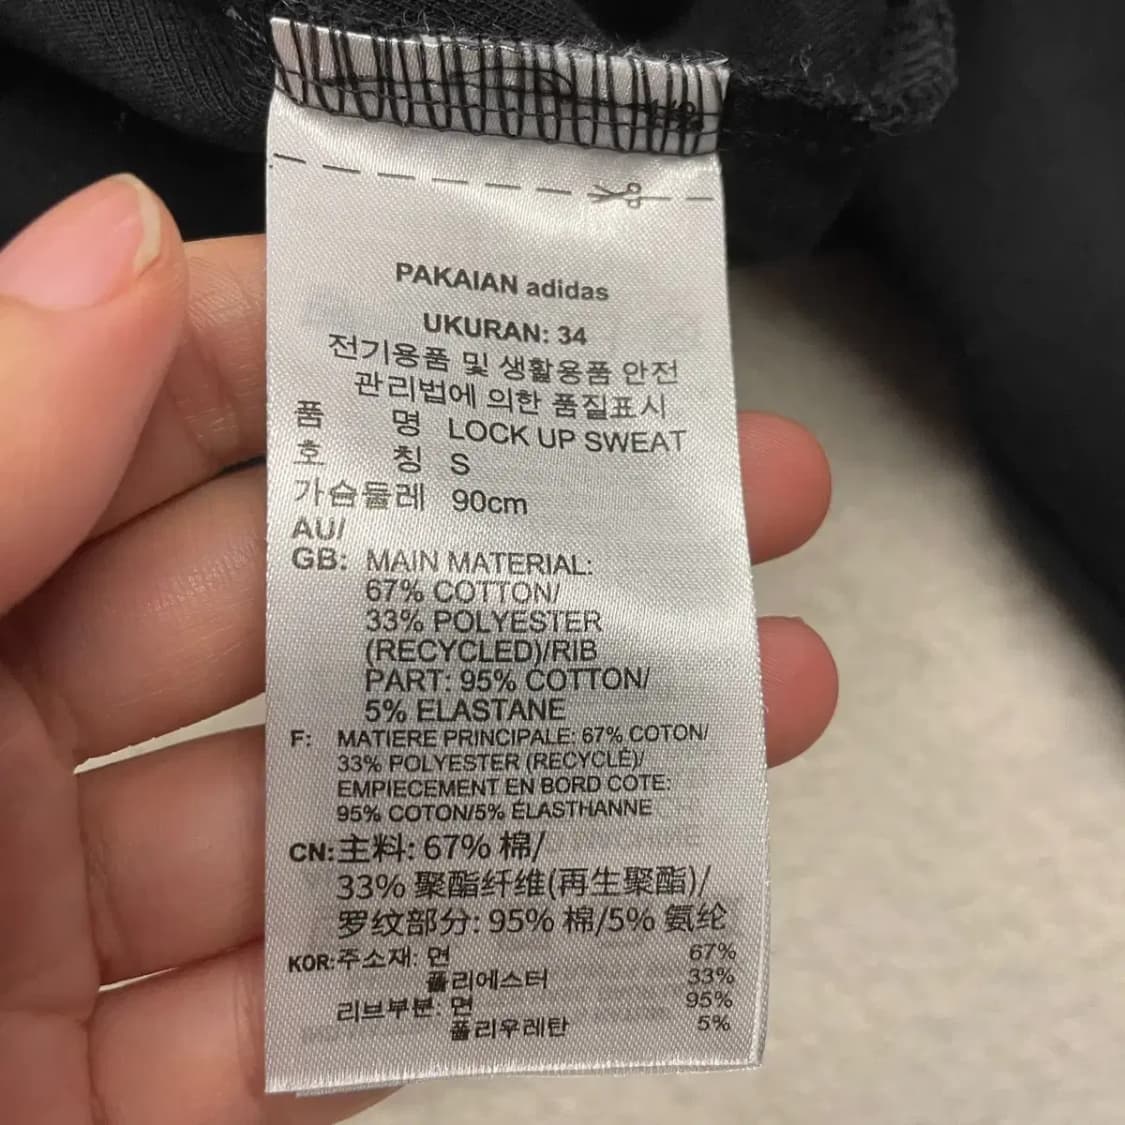 PAKAIAN adidas
UKURAN: 34
전기용품 및 생활용품 안전
관리법에 의한 품질표시
품 명 LOCK UP SWEAT
호 칭 S
가슴둘레 90cm
AU/
GB: MAIN MATERIAL:
67% COTTON/
33% POLYESTER
(RECYCLED)/RIB
PART: 95% COTTON/
5% ELASTANE
F: MATIERE PRINCIPALE: 67% COTON/
33% POLYESTER (RECYCLÉ)/
EMPIECEMENT EN BORD COTE:
95% COTON/5% ÉLASTHANNE
CN: 主料: 67% 棉/
33% 聚酯纤维(再生聚酯)/
罗纹部分: 95% 棉/5% 氨纶
KOR: 주소재: 면 67%
폴리에스터 33%
리브부분: 면 95%
폴리우레탄 5%